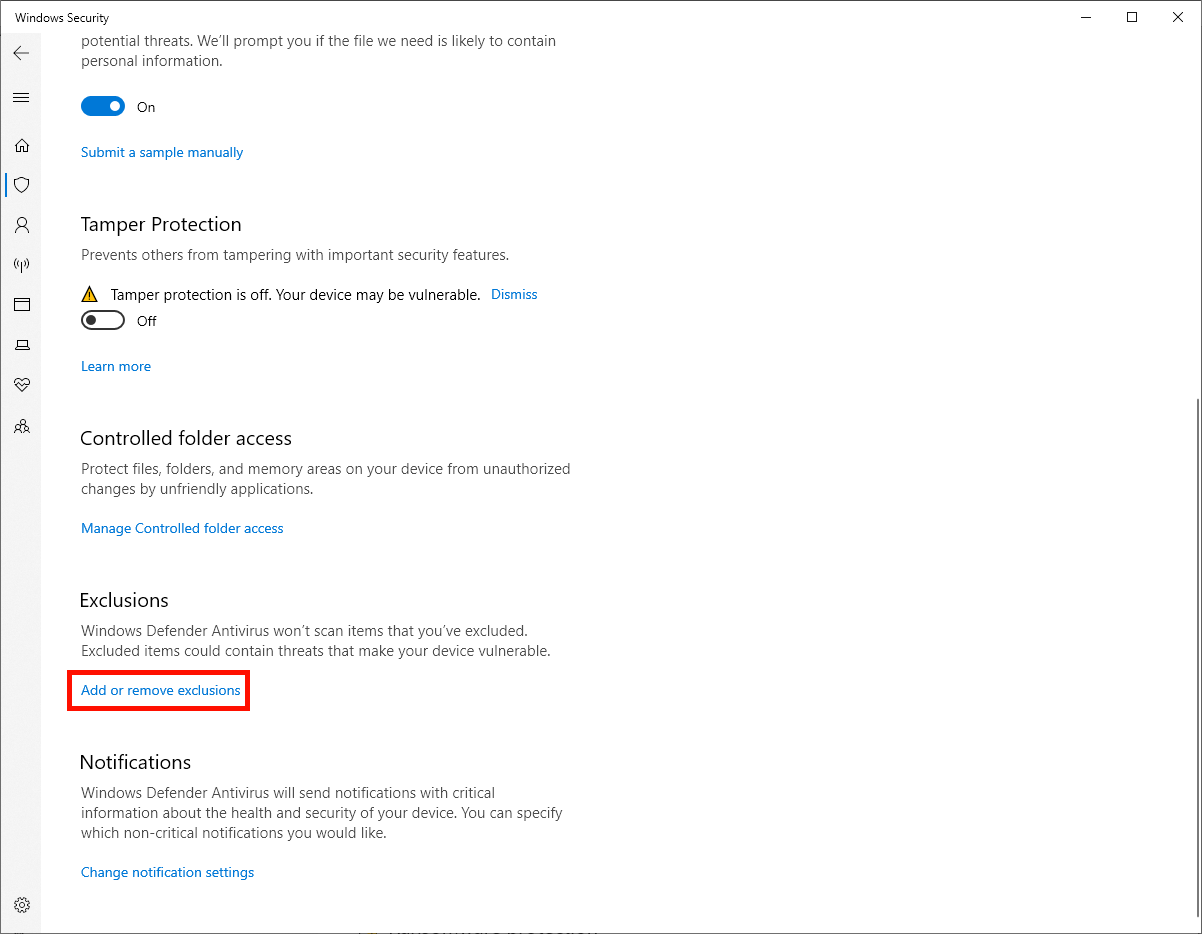 Windows Security
potential threats. We’ll prompt you if the file we need is likely to contain
personal information.
On
Submit a sample manually
Tamper Protection
Prevents others from tampering with important security features.
Tamper protection is off. Your device may be vulnerable. Dismiss
Off
Learn more
Controlled folder access
Protect files, folders, and memory areas on your device from unauthorized
changes by unfriendly applications.
Manage Controlled folder access
Exclusions
Windows Defender Antivirus won’t scan items that you’ve excluded.
Excluded items could contain threats that make your device vulnerable.
Add or remove exclusions
Notifications
Windows Defender Antivirus will send notifications with critical
information about the health and security of your device. You can specify
which non-critical notifications you would like.
Change notification settings